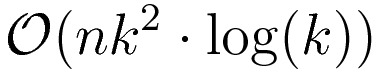 𝒪(nk² · log(k))